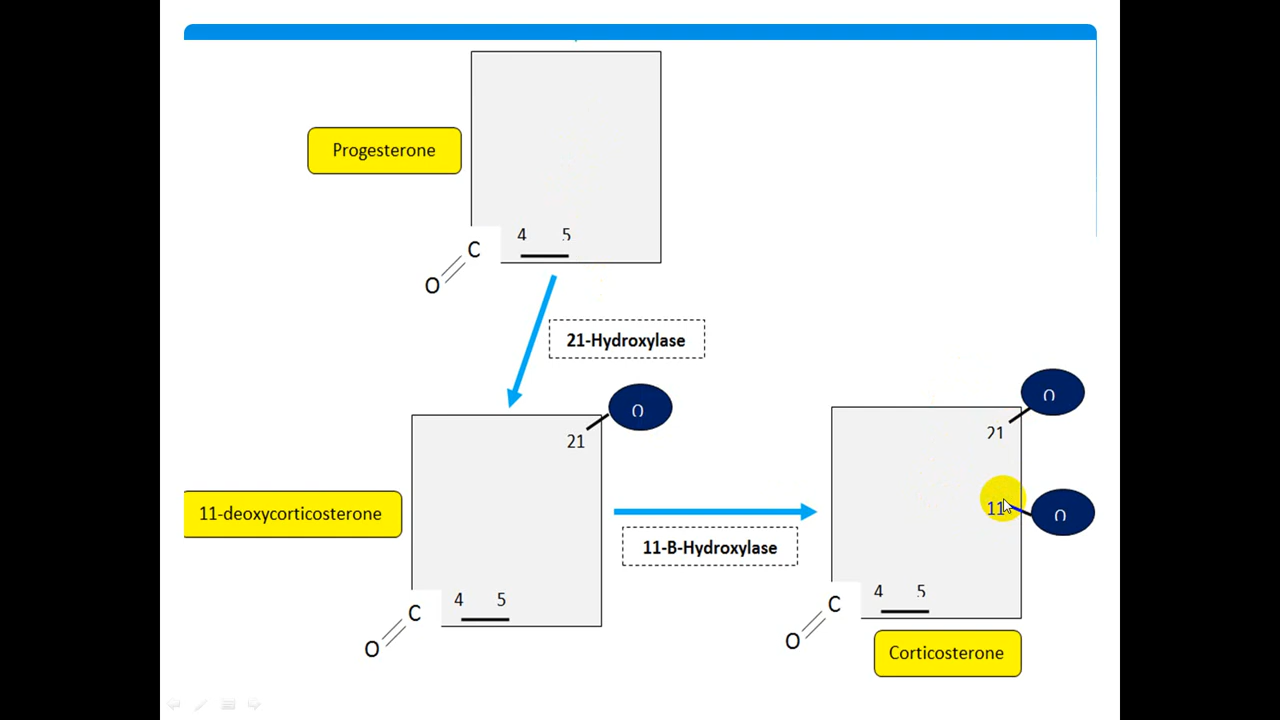 Progesterone
4 5
C
O
21-Hydroxylase
O
21
11-deoxycorticosterone
4 5
C
O
11-B-Hydroxylase
O
21
11
O
4 5
C
O
Corticosterone